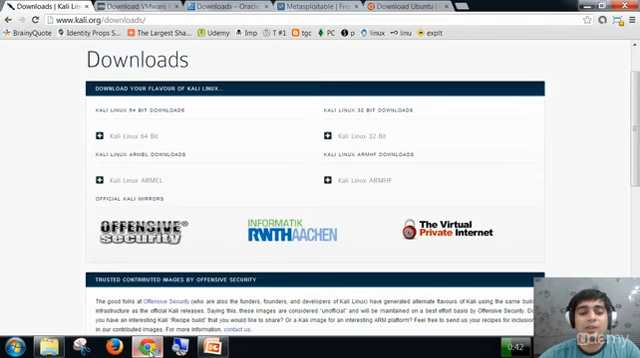 Downloads | Kali Linux
Download VMware
Downloads – Oracle
Metasploitable | Free
Download Ubuntu |
www.kali.org/downloads/
BrainyQuote
Identity Props S...
The Largest Sha...
Udemy
Imp
T #1
tgc
PC
linux
linu
exploit
Downloads
DOWNLOAD YOUR FLAVOUR OF KALI LINUX...
KALI LINUX 64 BIT DOWNLOADS
KALI LINUX 32 BIT DOWNLOADS
Kali Linux 64 Bit
Kali Linux 32 Bit
KALI LINUX ARMEL DOWNLOADS
KALI LINUX ARMHF DOWNLOADS
Kali Linux ARMEL
Kali Linux ARMHF
OFFICIAL KALI MIRRORS
OFFENSIVE® security
INFORMATIK RWTHAACHEN
The Virtual Private Internet
TRUSTED CONTRIBUTED IMAGES BY OFFENSIVE SECURITY
The good folks at Offensive Security (who are also the funders, founders, and developers of Kali Linux) have generated alternate flavours of Kali using the same build
infrastructure as the official Kali releases. Saying this, these images are considered "unofficial" and will be maintained on a best effort basis by Offensive Security. Do
you have an interesting Kali "Recipe build" that you would like to share? Or a Kali image for an interesting ARM platform? Feel free to send us your recipes for inclusion
in our contributed images. For more information, contact us.
0:42
udemy